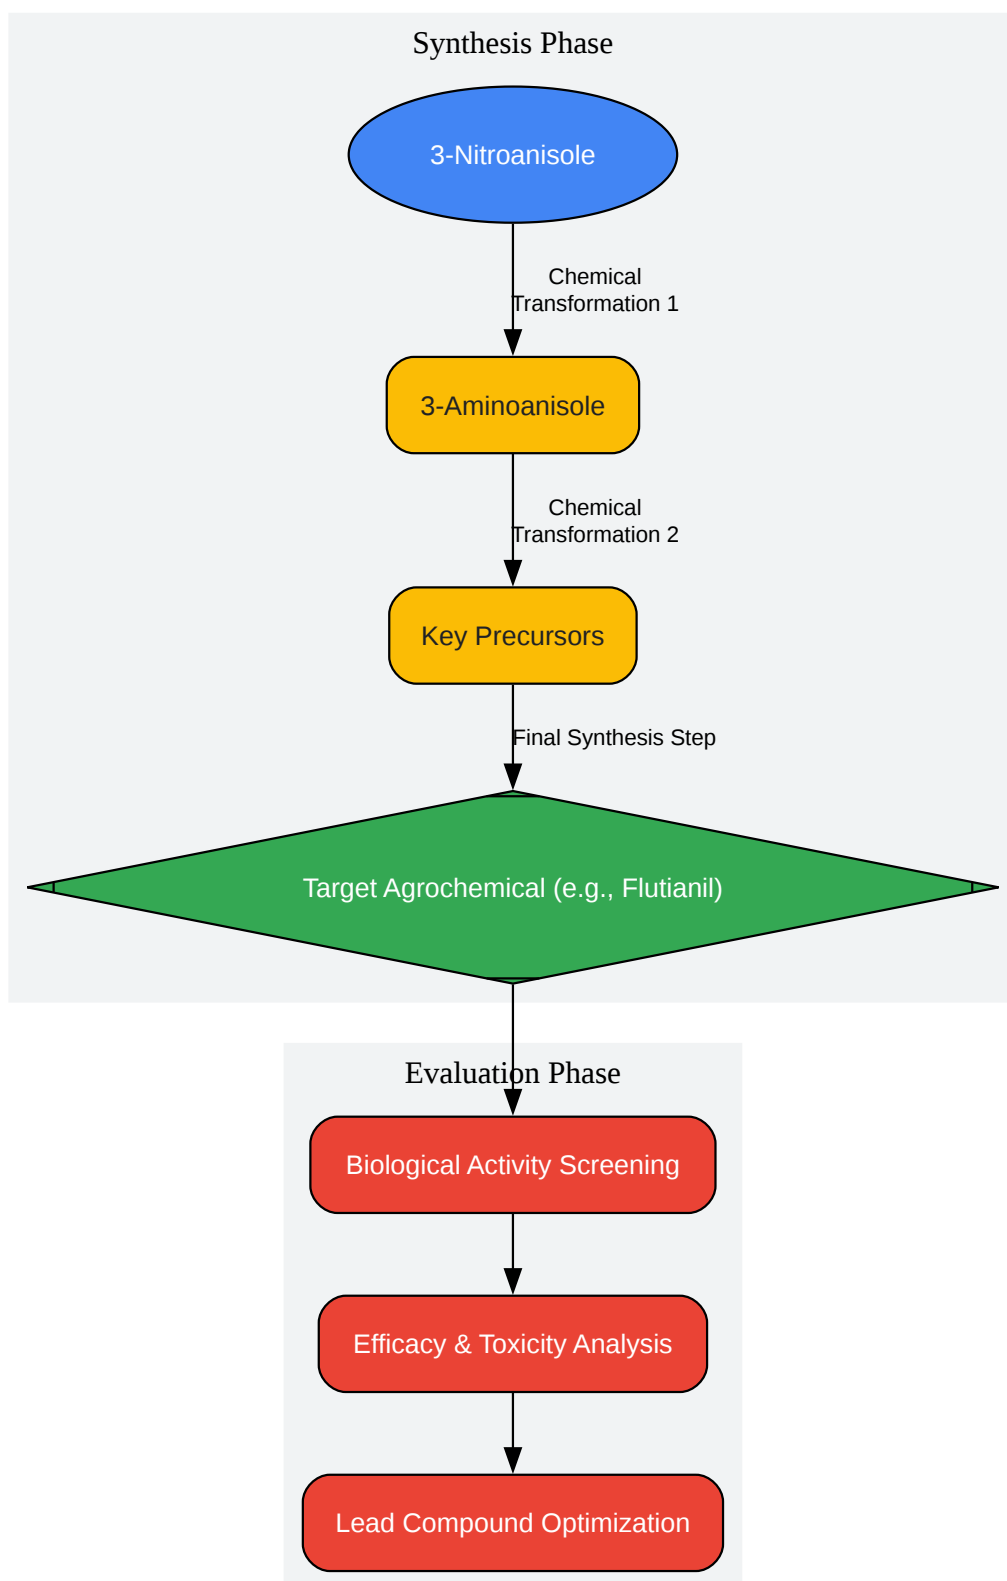 Synthesis Phase
3-Nitroanisole
Chemical
Transformation 1
3-Aminoanisole
Chemical
Transformation 2
Key Precursors
Final Synthesis Step
Target Agrochemical (e.g., Flutianil)
Evaluation Phase
Biological Activity Screening
Efficacy & Toxicity Analysis
Lead Compound Optimization